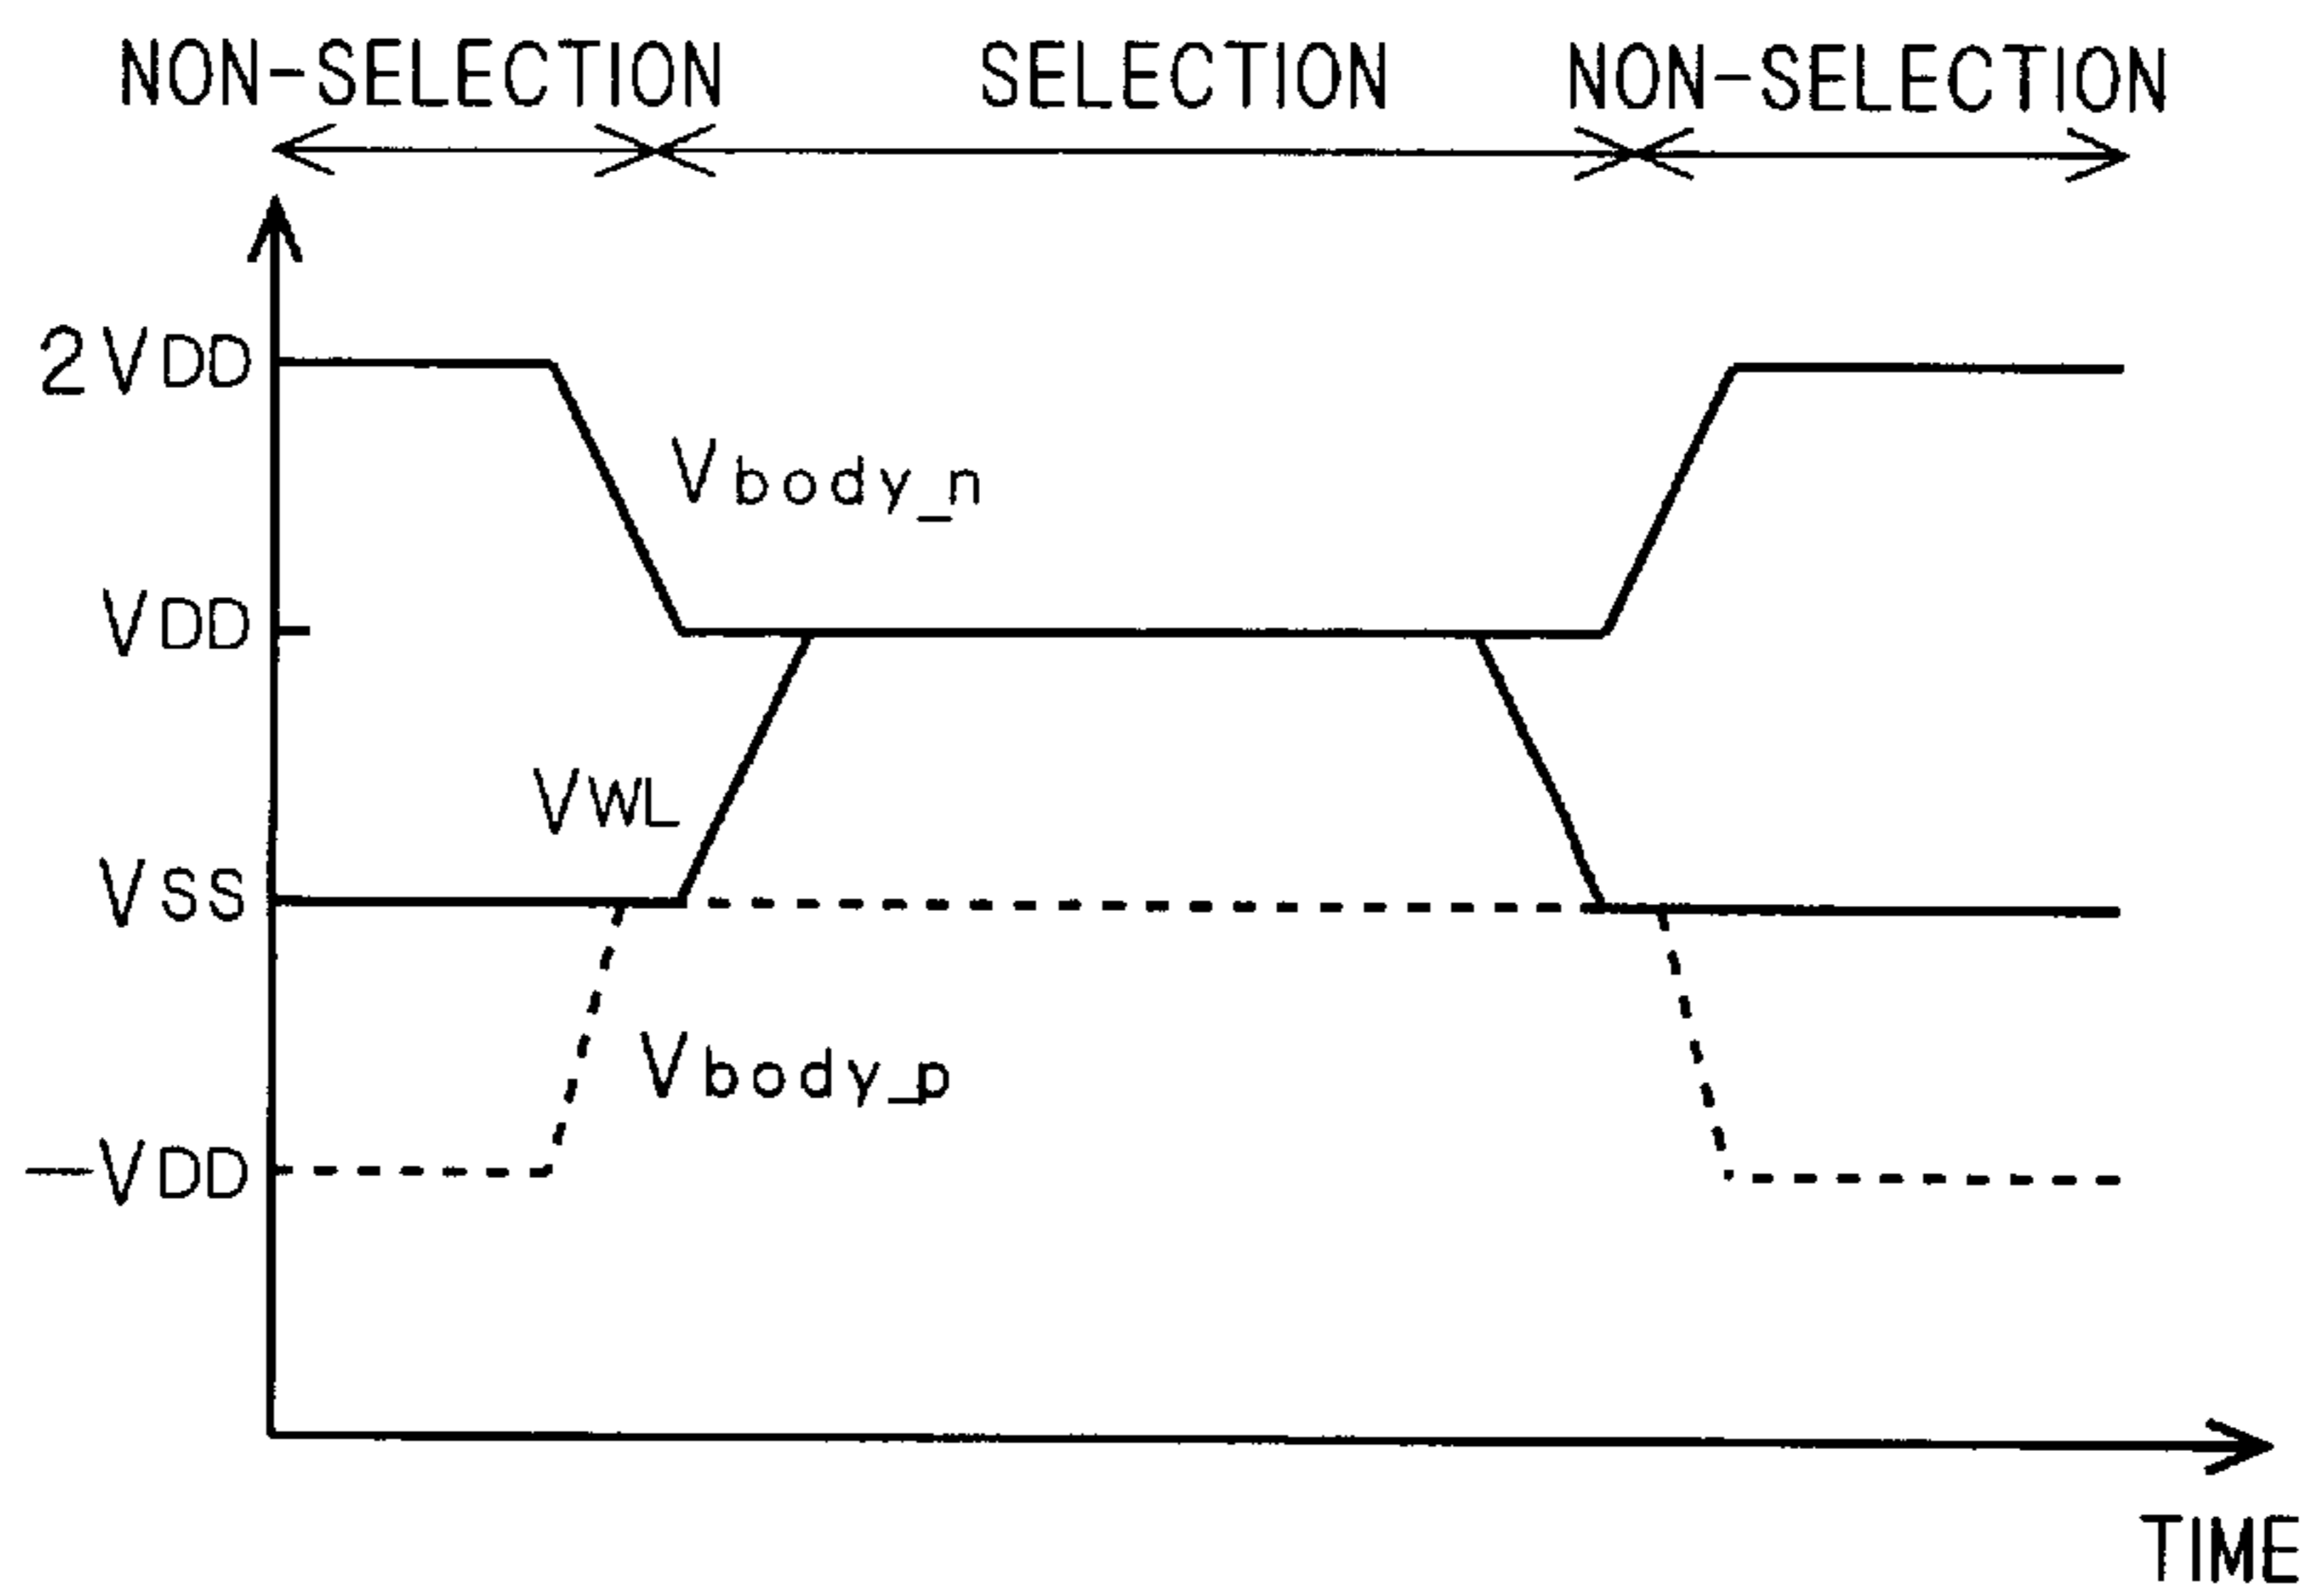 NON-SELECTION SELECTION NON-SELECTION
2VDD
Vbody_n
VDD
VWL
VSS
Vbody_p
-VDD
TIME